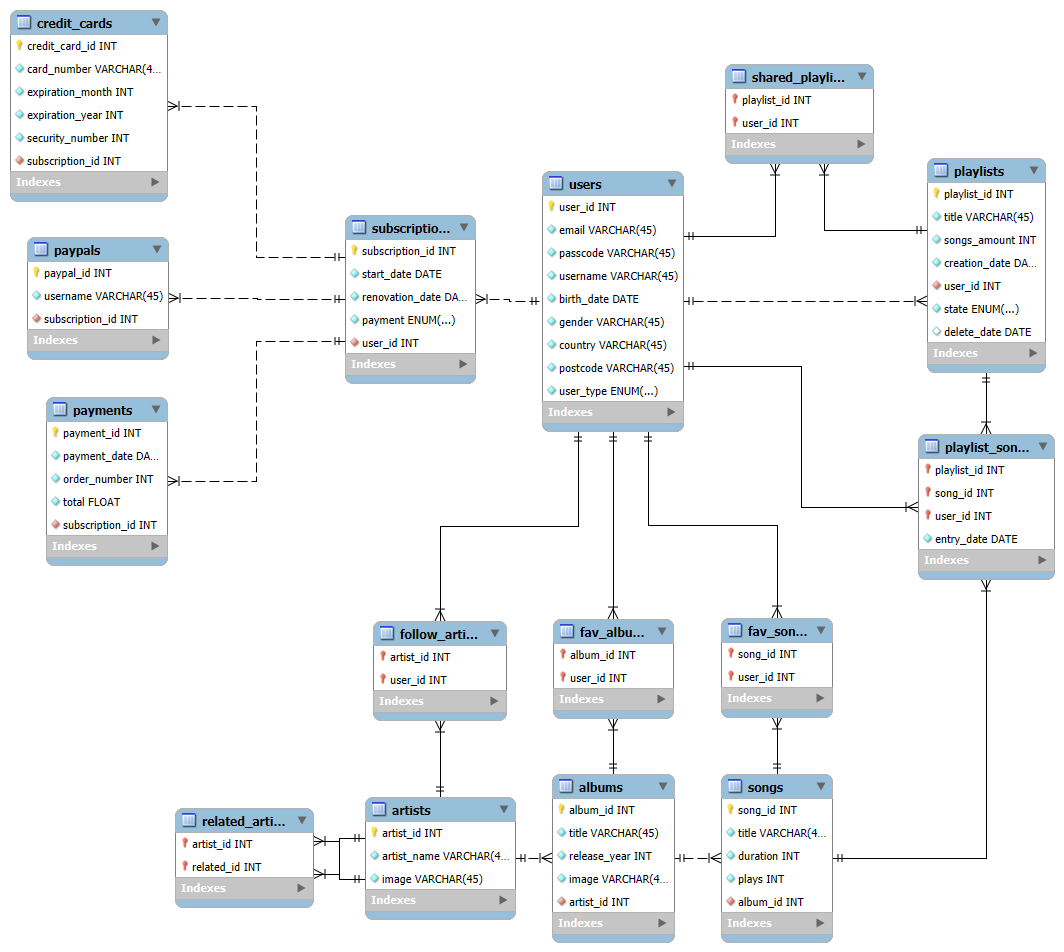 credit_cards
credit_card_id INT
card_number VARCHAR(4...
expiration_month INT
expiration_year INT
security_number INT
subscription_id INT
Indexes
paypals
paypal_id INT
username VARCHAR(45)
subscription_id INT
Indexes
payments
payment_id INT
payment_date DA...
order_number INT
total FLOAT
subscription_id INT
Indexes
subscriptio...
subscription_id INT
start_date DATE
renovation_date DA...
payment ENUM(...)
user_id INT
Indexes
users
user_id INT
email VARCHAR(45)
passcode VARCHAR(45)
username VARCHAR(45)
birth_date DATE
gender VARCHAR(45)
country VARCHAR(45)
postcode VARCHAR(45)
user_type ENUM(...)
Indexes
shared_playli...
playlist_id INT
user_id INT
Indexes
playlists
playlist_id INT
title VARCHAR(45)
songs_amount INT
creation_date DA...
user_id INT
state ENUM(...)
delete_date DATE
Indexes
playlist_son...
playlist_id INT
song_id INT
user_id INT
entry_date DATE
Indexes
follow_arti...
artist_id INT
user_id INT
Indexes
fav_albu...
album_id INT
user_id INT
Indexes
fav_son...
song_id INT
user_id INT
Indexes
related_arti...
artist_id INT
related_id INT
Indexes
artists
artist_id INT
artist_name VARCHAR(4...
image VARCHAR(45)
Indexes
albums
album_id INT
title VARCHAR(45)
release_year INT
image VARCHAR(4...
artist_id INT
Indexes
songs
song_id INT
title VARCHAR(4...
duration INT
plays INT
album_id INT
Indexes